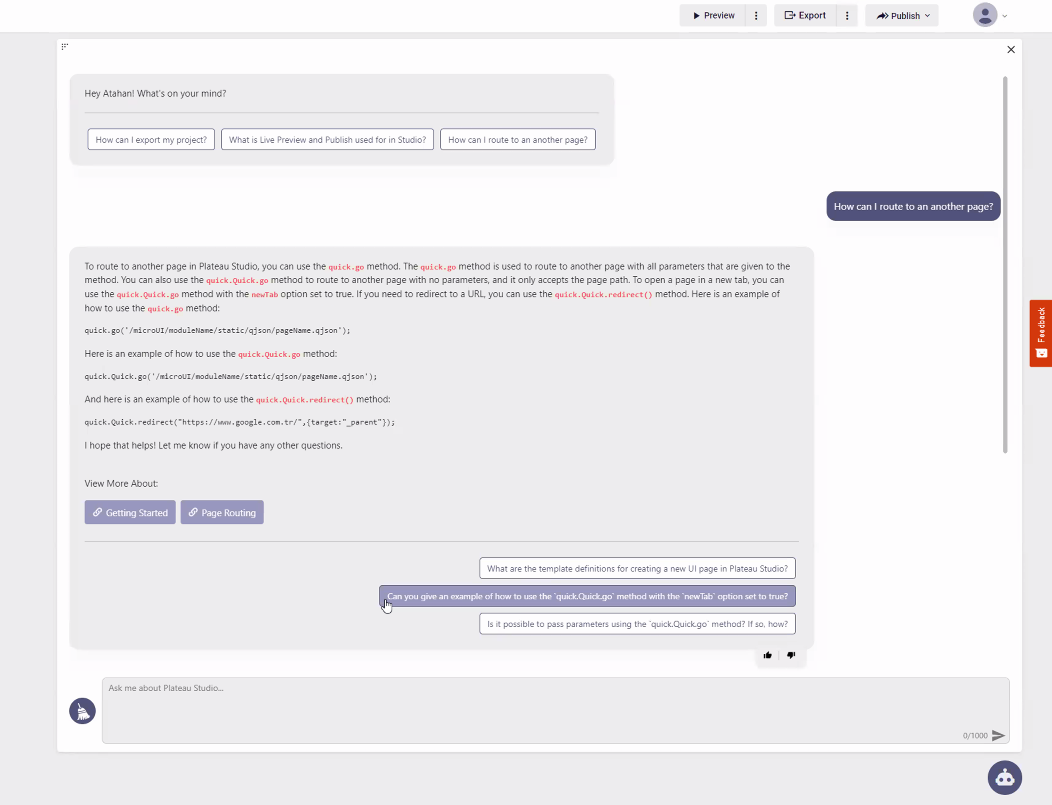 Preview
Export
Publish
Hey Atahan! What's on your mind?
How can I export my project?
What is Live Preview and Publish used for in Studio?
How can I route to an another page?
How can I route to an another page?
To route to another page in Plateau Studio, you can use the quick.go method. The quick.go method is used to route to another page with all parameters that are given to the
method. You can also use the quick.Quick.go method to route to another page with no parameters, and it only accepts the page path. To open a page in a new tab, you can
use the quick.Quick.go method with the newTab option set to true. If you need to redirect to a URL, you can use the quick.Quick.redirect() method. Here is an example of
how to use the quick.go method:
quick.go('/microUI/moduleName/static/qjson/pageName.qjson');
Here is an example of how to use the quick.Quick.go method:
quick.Quick.go('/microUI/moduleName/static/qjson/pageName.qjson');
And here is an example of how to use the quick.Quick.redirect() method:
quick.Quick.redirect("https://www.google.com.tr/",{target:"_parent"});
I hope that helps! Let me know if you have any other questions.
View More About:
Getting Started
Page Routing
What are the template definitions for creating a new UI page in Plateau Studio?
Can you give an example of how to use the `quick.Quick.go` method with the `newTab` option set to true?
Is it possible to pass parameters using the `quick.Quick.go` method? If so, how?
Ask me about Plateau Studio...
0/1000
Feedback